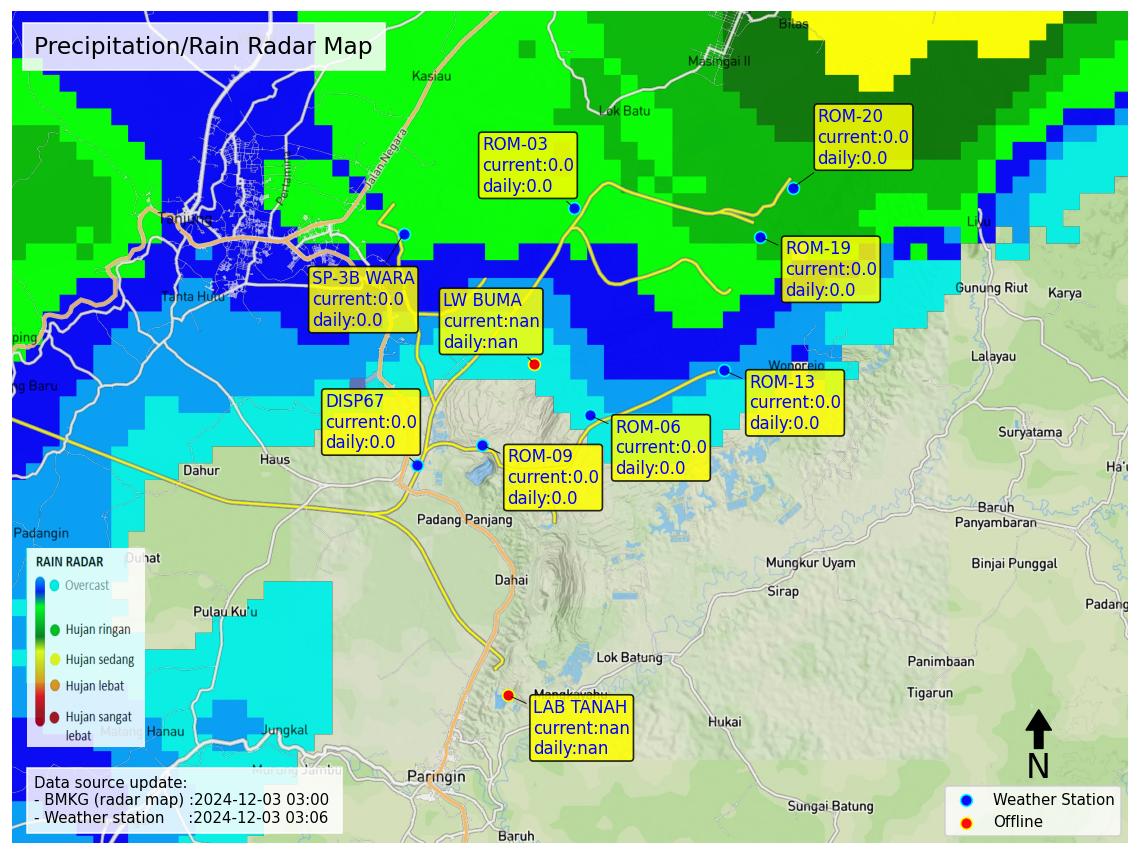 Precipitation/Rain Radar Map
Bilas
Masingai II
Kasiau
Lok Batu
Jalan Negara
Pertamina
ROM-20
current:0.0
daily:0.0
ROM-03
current:0.0
daily:0.0
Tanjung
Liyu
ROM-19
current:0.0
daily:0.0
SP-3B WARA
current:0.0
daily:0.0
LW BUMA
current:nan
daily:nan
Tanta Hulu
Gunung Riut
Karya
ping
Lalayau
Wonorejo
ng Baru
ROM-13
current:0.0
daily:0.0
DISP67
current:0.0
daily:0.0
ROM-06
current:0.0
daily:0.0
Suryatama
ROM-09
current:0.0
daily:0.0
Haus
Dahur
Ha'u
Baruh
Panyambaran
Padang Panjang
Padangin
Duhat
Mungkur Uyam
Binjai Punggal
Dahai
Sirap
Padang
Pulau Ku'u
RAIN RADAR
Overcast
Hujan ringan
Hujan sedang
Hujan lebat
Hujan sangat
lebat
Lok Batung
Panimbaan
Tigarun
LAB TANAH
current:nan
daily:nan
Hukai
Matang Hanau
Jungkal
Murung Jambu
Paringin
Sungai Batung
Baruh
Data source update:
- BMKG (radar map) :2024-12-03 03:00
- Weather station :2024-12-03 03:06
N
Weather Station
Offline